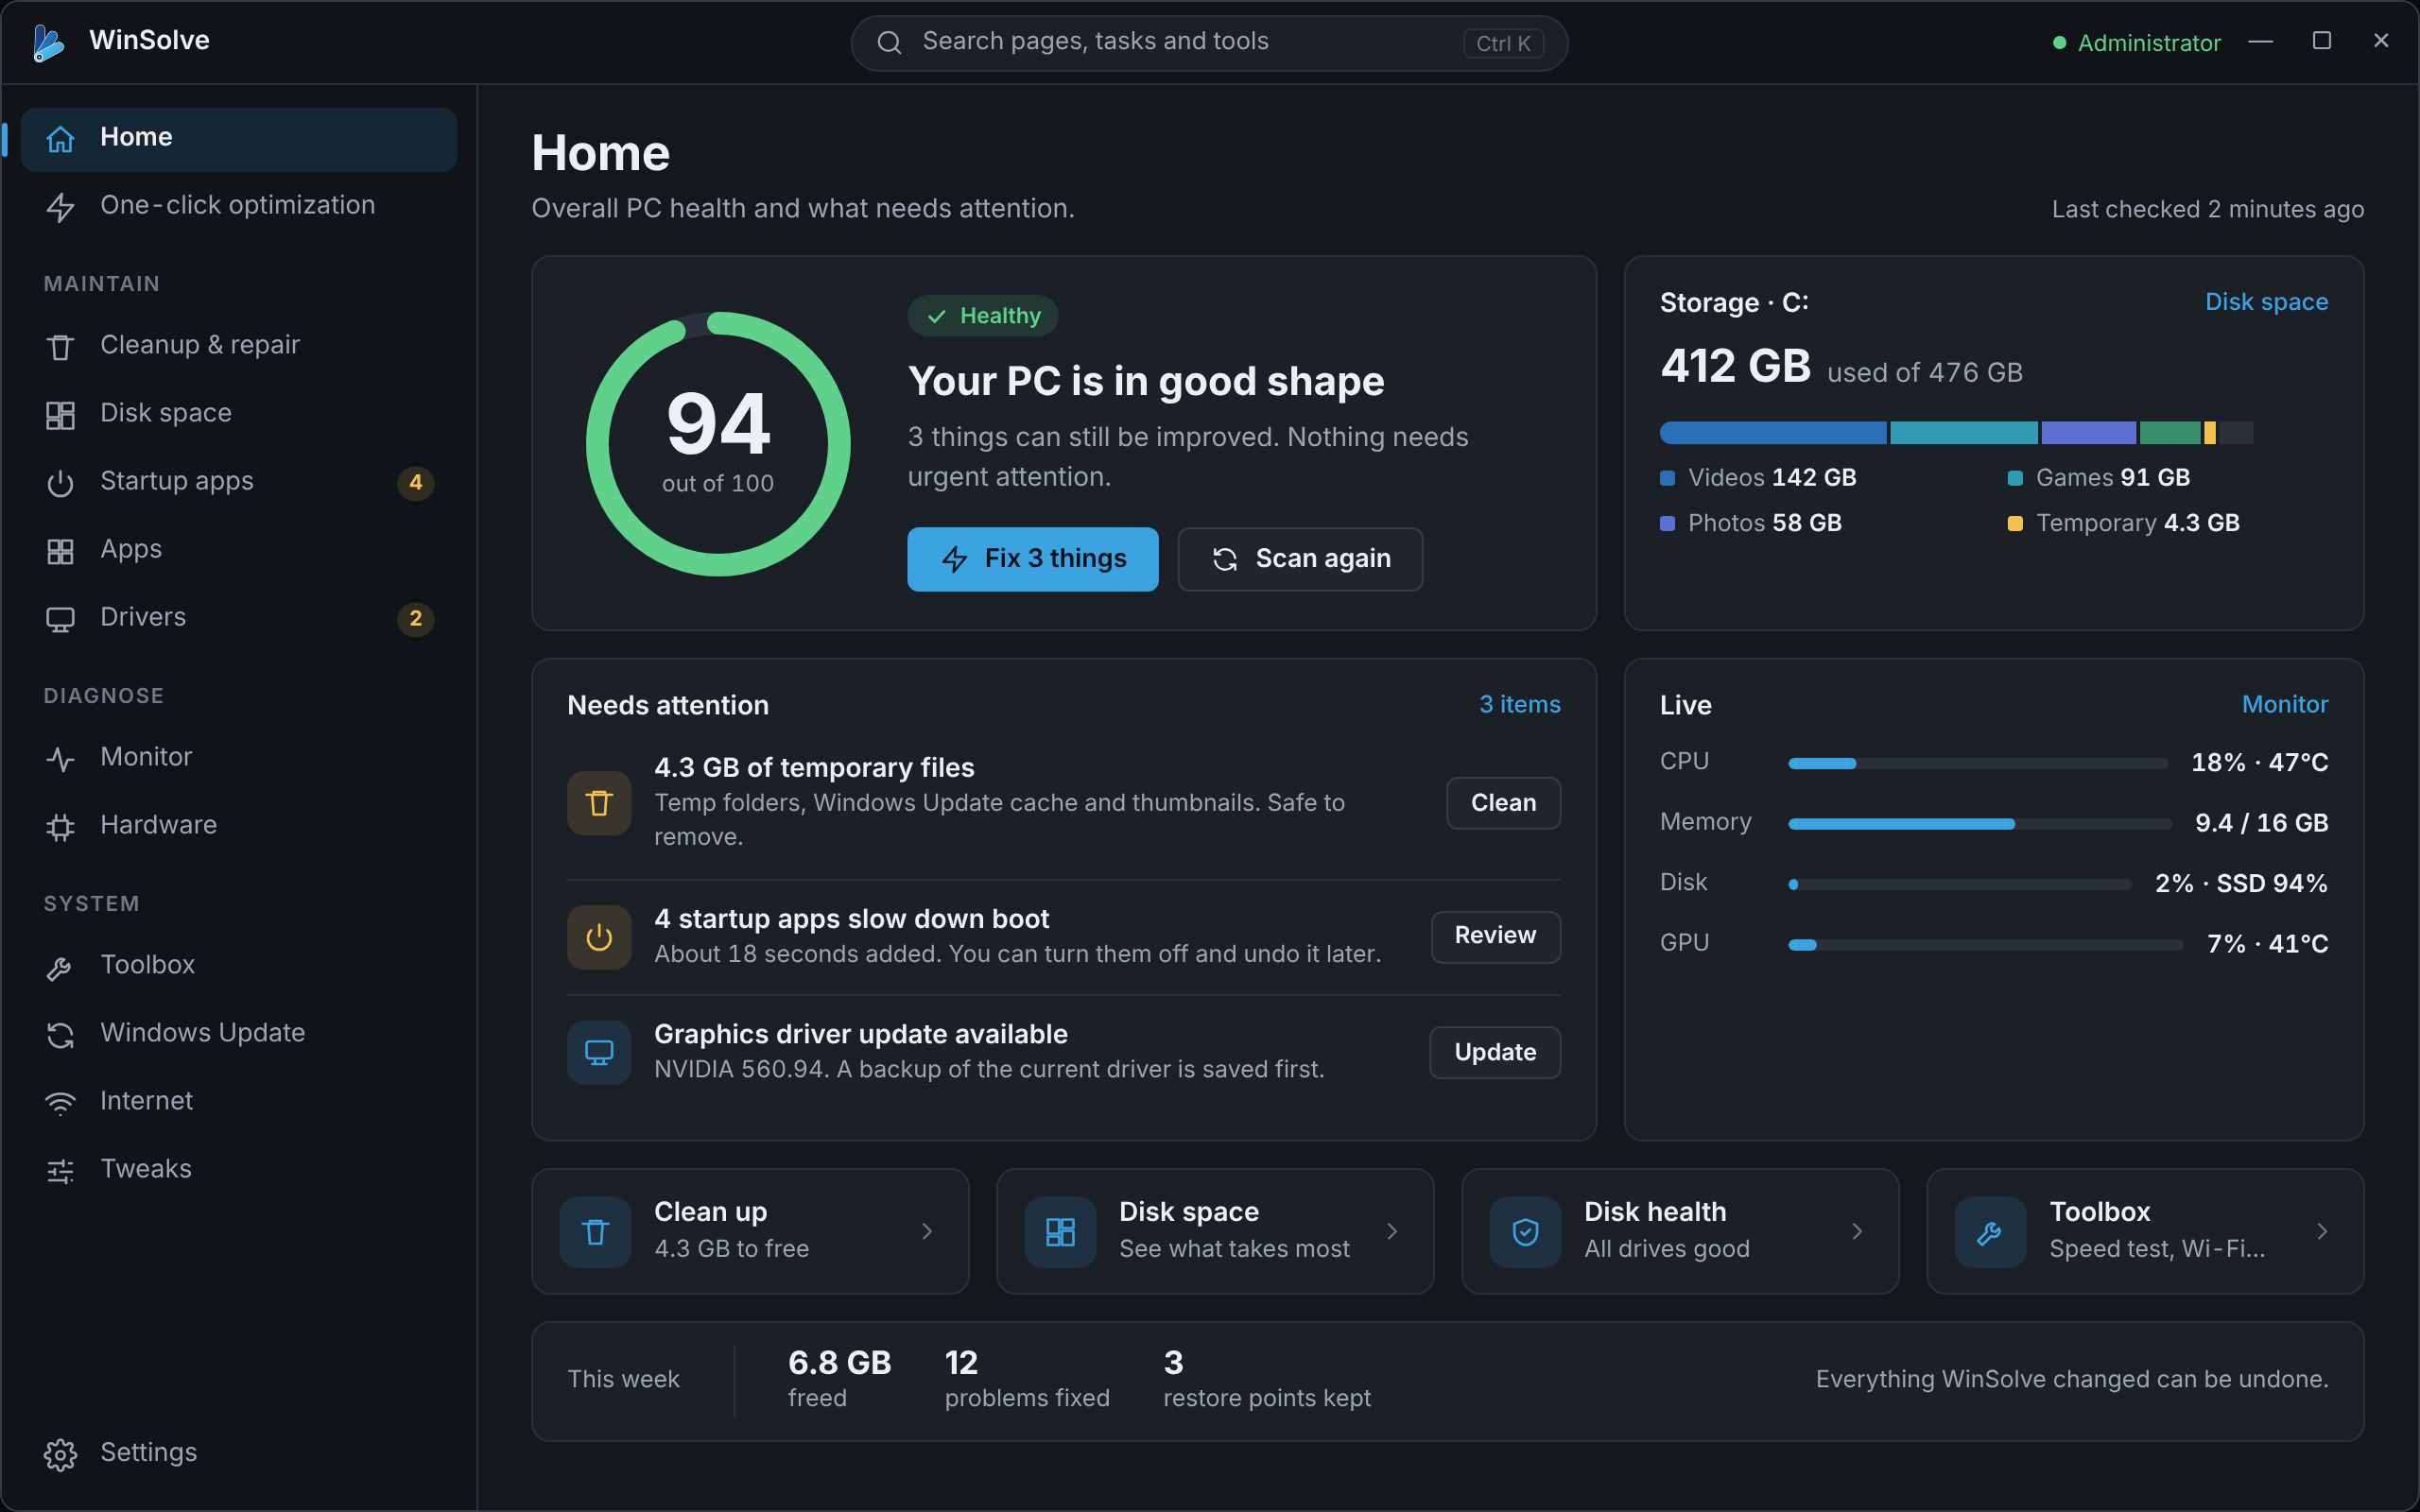 WinSolve
Search pages, tasks and tools
Ctrl K
Administrator
Home
One-click optimization
MAINTAIN
Cleanup & repair
Disk space
Startup apps
4
Apps
Drivers
2
DIAGNOSE
Monitor
Hardware
SYSTEM
Toolbox
Windows Update
Internet
Tweaks
Settings
Home
Overall PC health and what needs attention.
Last checked 2 minutes ago
94
out of 100
Healthy
Your PC is in good shape
3 things can still be improved. Nothing needs
urgent attention.
Fix 3 things
Scan again
Storage · C:
Disk space
412 GB used of 476 GB
Videos 142 GB
Games 91 GB
Photos 58 GB
Temporary 4.3 GB
Needs attention
3 items
4.3 GB of temporary files
Temp folders, Windows Update cache and thumbnails. Safe to
remove.
Clean
4 startup apps slow down boot
About 18 seconds added. You can turn them off and undo it later.
Review
Graphics driver update available
NVIDIA 560.94. A backup of the current driver is saved first.
Update
Live
Monitor
CPU
18% · 47°C
Memory
9.4 / 16 GB
Disk
2% · SSD 94%
GPU
7% · 41°C
Clean up
4.3 GB to free
Disk space
See what takes most
Disk health
All drives good
Toolbox
Speed test, Wi-Fi...
This week
6.8 GB
freed
12
problems fixed
3
restore points kept
Everything WinSolve changed can be undone.